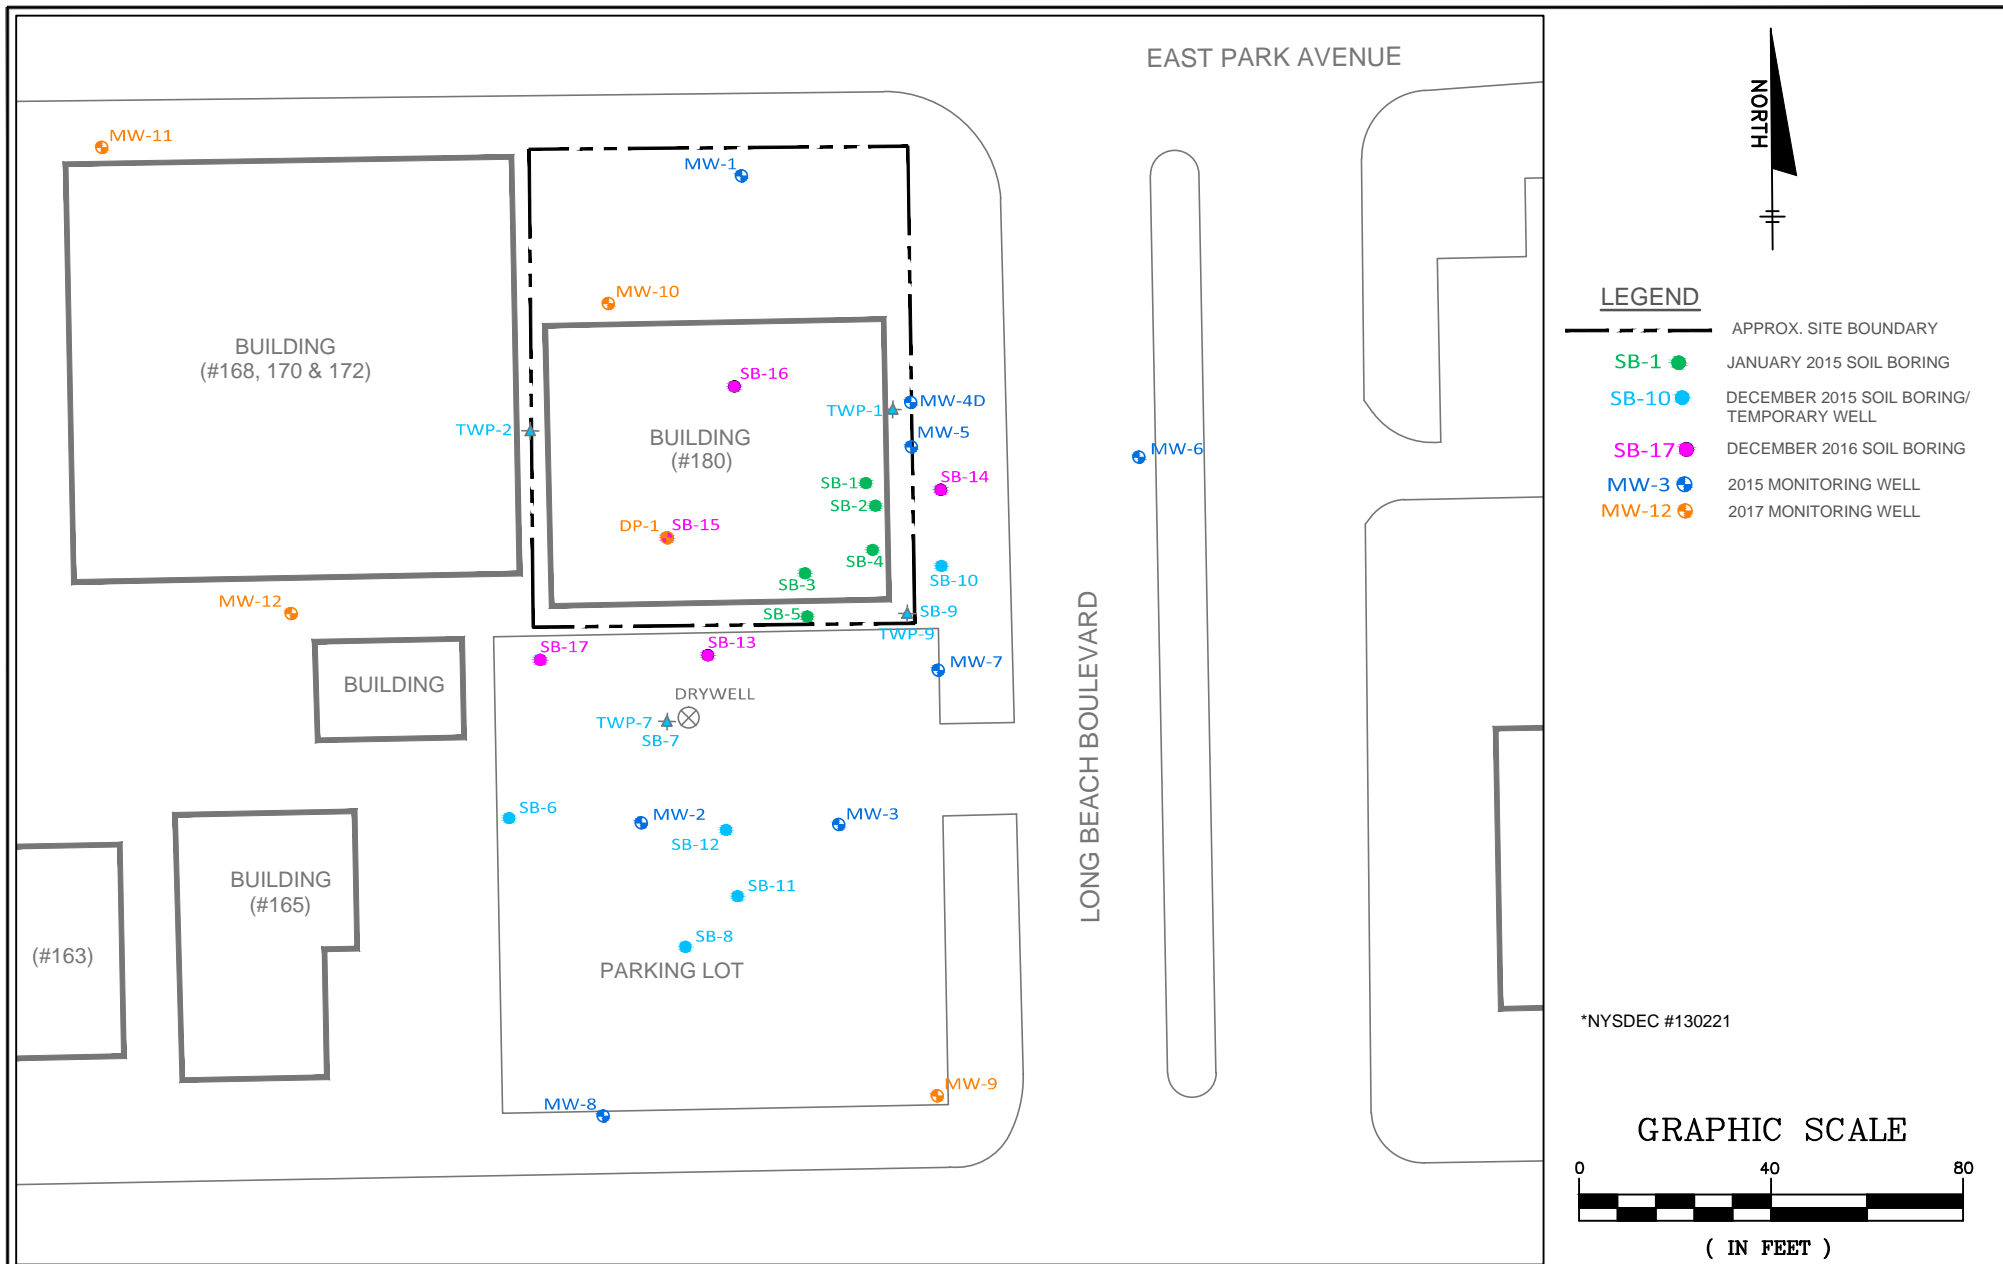 EAST PARK AVENUE
MW-11
MW-1
MW-10
BUILDING
(#168, 170 & 172)
SB-16
TWP-1
MW-4D
TWP-2
BUILDING
(#180)
MW-5
MW-6
SB-1
SB-14
SB-2
DP-1
SB-15
SB-4
SB-3
SB-10
MW-12
SB-5
SB-9
TWP-9
SB-17
SB-13
MW-7
BUILDING
DRYWELL
TWP-7
SB-7
LONG BEACH BOULEVARD
SB-6
MW-2
MW-3
SB-12
BUILDING
(#165)
SB-11
SB-8
(#163)
PARKING LOT
MW-8
MW-9
NORTH
LEGEND
APPROX. SITE BOUNDARY
SB-1 JANUARY 2015 SOIL BORING
SB-10 DECEMBER 2015 SOIL BORING/
TEMPORARY WELL
SB-17 DECEMBER 2016 SOIL BORING
MW-3 2015 MONITORING WELL
MW-12 2017 MONITORING WELL
*NYSDEC #130221
GRAPHIC SCALE
0 40 80
( IN FEET )